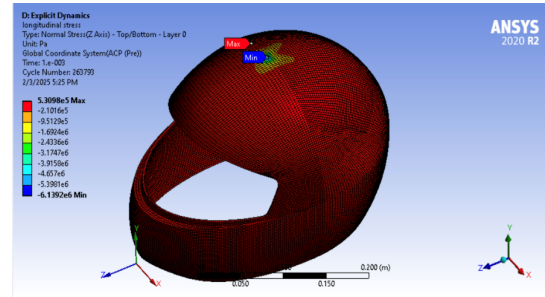 D: Explicit Dynamics
longitudinal stress
Type: Normal Stress(Z Axis) - Top/Bottom - Layer 0
Unit: Pa
Global Coordinate System(ACP (Pre))
Time: 1.e-003
Cycle Number: 263793
2/3/2025 5:25 PM
5.3098e5 Max
-2.1016e5
-9.5129e5
-1.6924e6
-2.4336e6
-3.1747e6
-3.9158e6
-4.657e6
-5.3981e6
-6.1392e6 Min
Max
Min
ANSYS
2020 R2
0.200 (m)
0.050
0.150
Y
Z
X
Y
Z
X